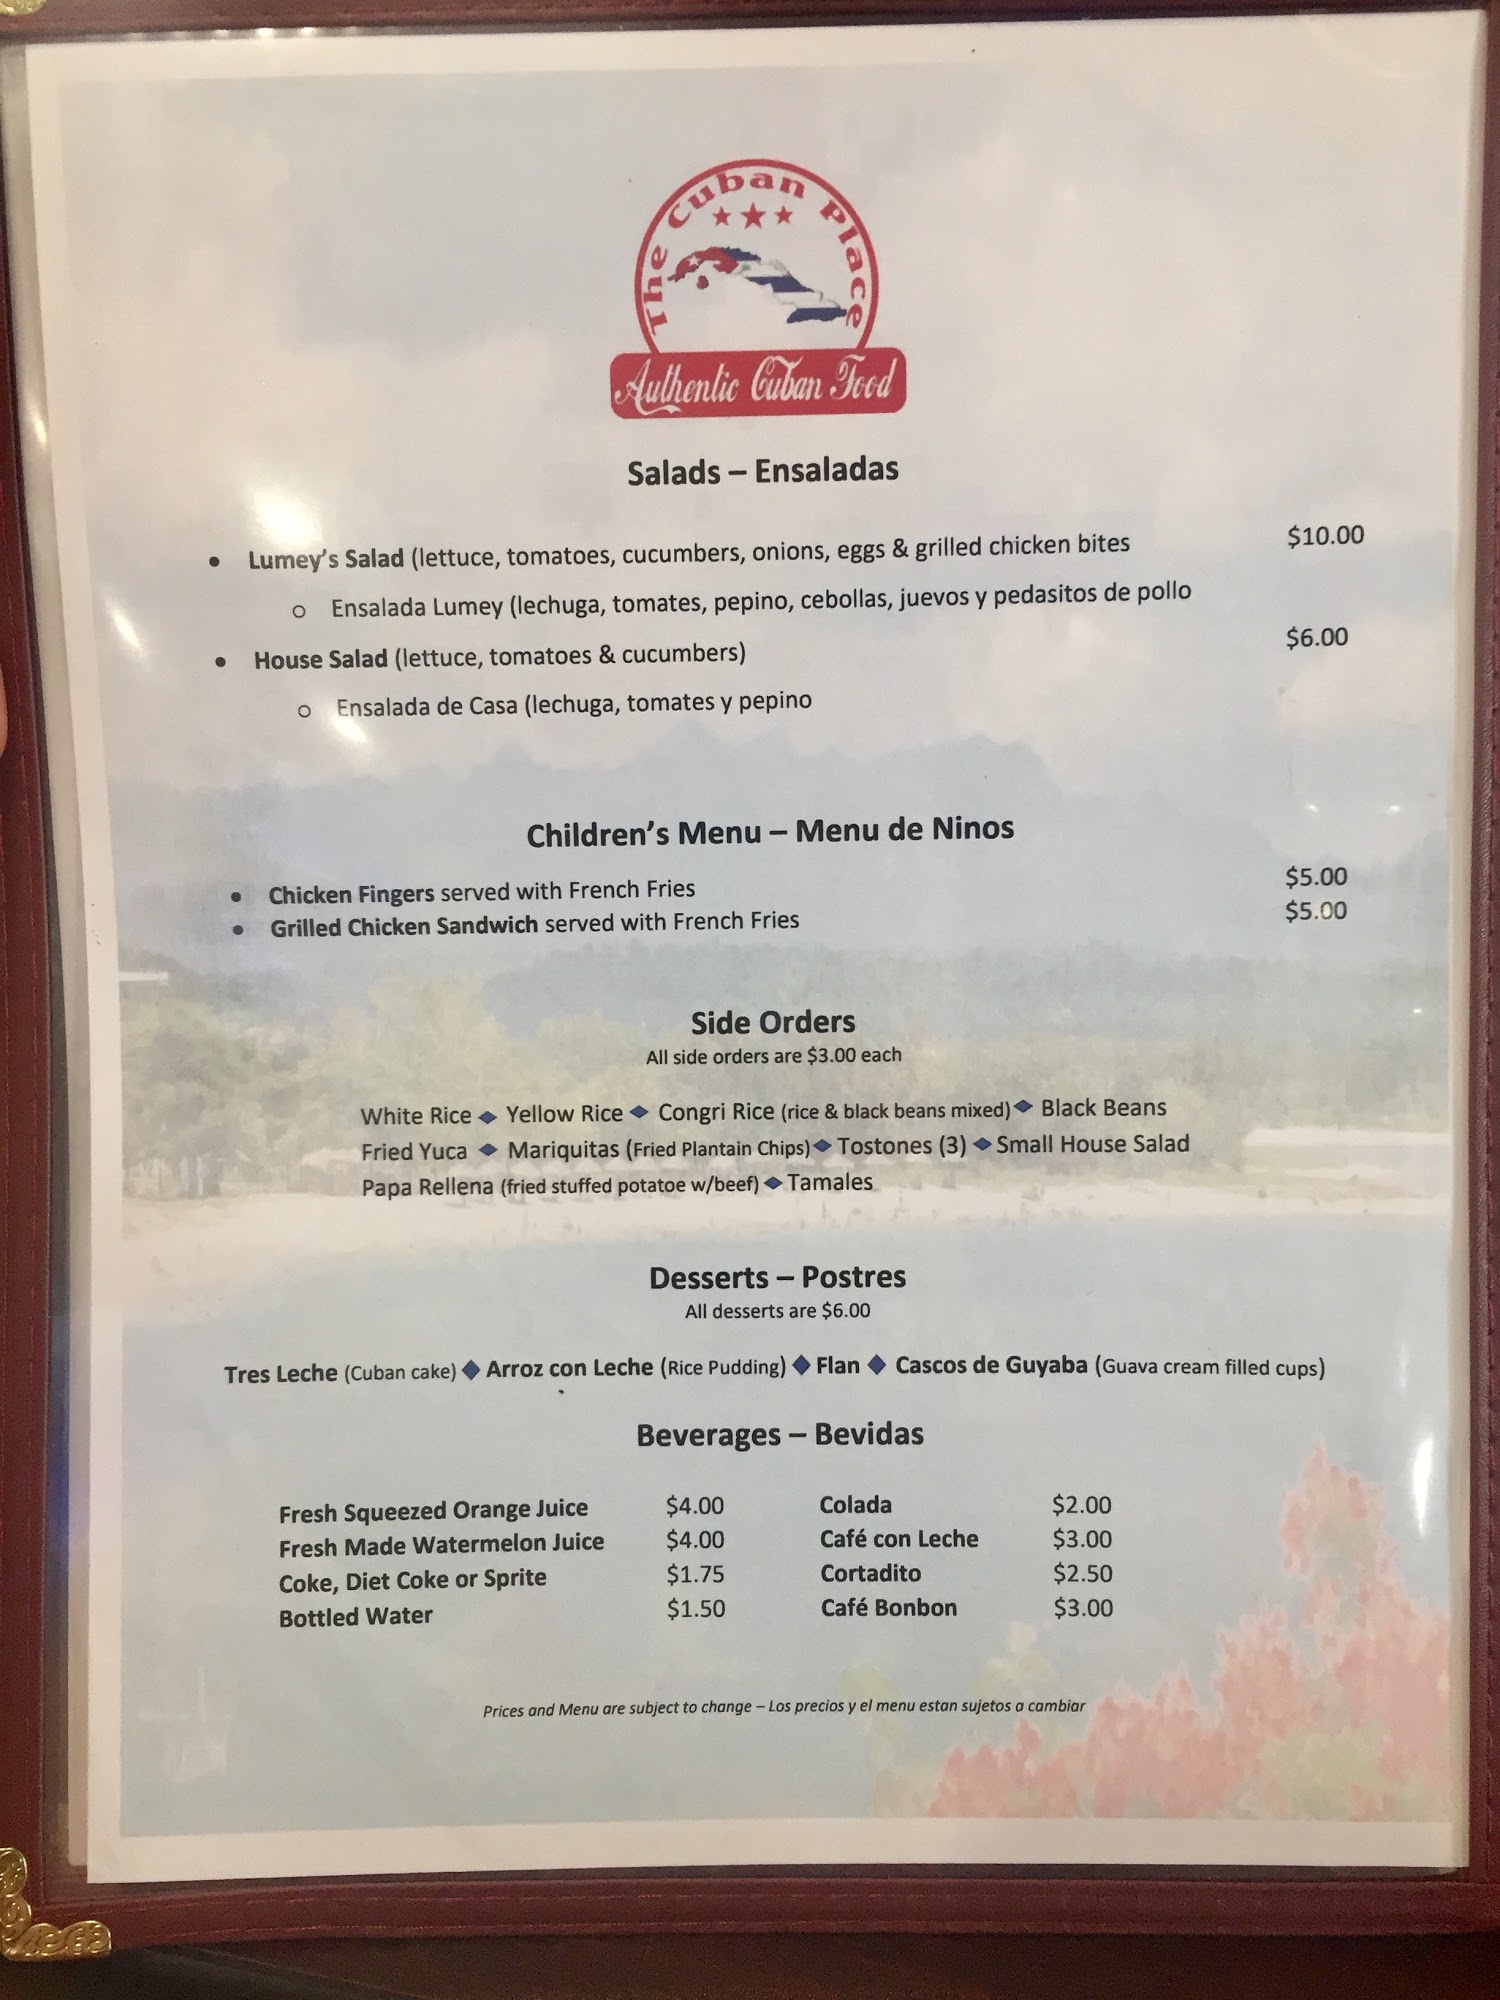 The Cuban Place
Authentic Cuban Food
Salads – Ensaladas
• Lumey's Salad (lettuce, tomatoes, cucumbers, onions, eggs & grilled chicken bites $10.00
o Ensalada Lumey (lechuga, tomates, pepino, cebollas, juevos y pedasitos de pollo
• House Salad (lettuce, tomatoes & cucumbers) $6.00
o Ensalada de Casa (lechuga, tomates y pepino
Children's Menu – Menu de Ninos
• Chicken Fingers served with French Fries $5.00
• Grilled Chicken Sandwich served with French Fries $5.00
Side Orders
All side orders are $3.00 each
White Rice ◆ Yellow Rice ◆ Congri Rice (rice & black beans mixed) ◆ Black Beans
Fried Yuca ◆ Mariquitas (Fried Plantain Chips) ◆ Tostones (3) ◆ Small House Salad
Papa Rellena (fried stuffed potatoe w/beef) ◆ Tamales
Desserts – Postres
All desserts are $6.00
Tres Leche (Cuban cake) ◆ Arroz con Leche (Rice Pudding) ◆ Flan ◆ Cascos de Guyaba (Guava cream filled cups)
Beverages – Bevidas
Fresh Squeezed Orange Juice $4.00 Colada $2.00
Fresh Made Watermelon Juice $4.00 Café con Leche $3.00
Coke, Diet Coke or Sprite $1.75 Cortadito $2.50
Bottled Water $1.50 Café Bonbon $3.00
Prices and Menu are subject to change – Los precios y el menu estan sujetos a cambiar